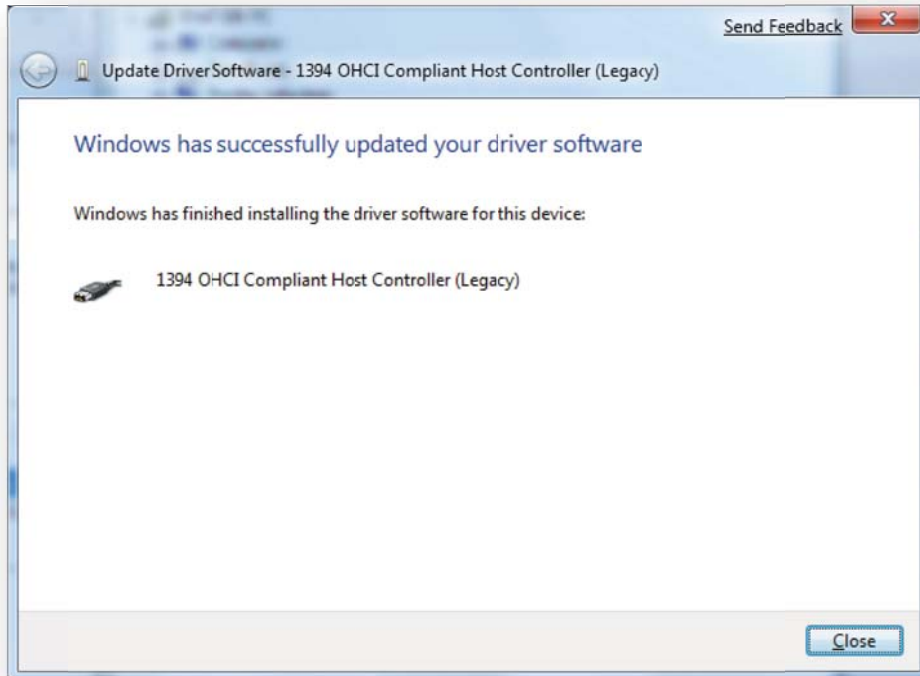 Send Feedback
Update Driver Software - 1394 OHCI Compliant Host Controller (Legacy)
Windows has successfully updated your driver software
Windows has finished installing the driver software for this device:
1394 OHCI Compliant Host Controller (Legacy)
Close